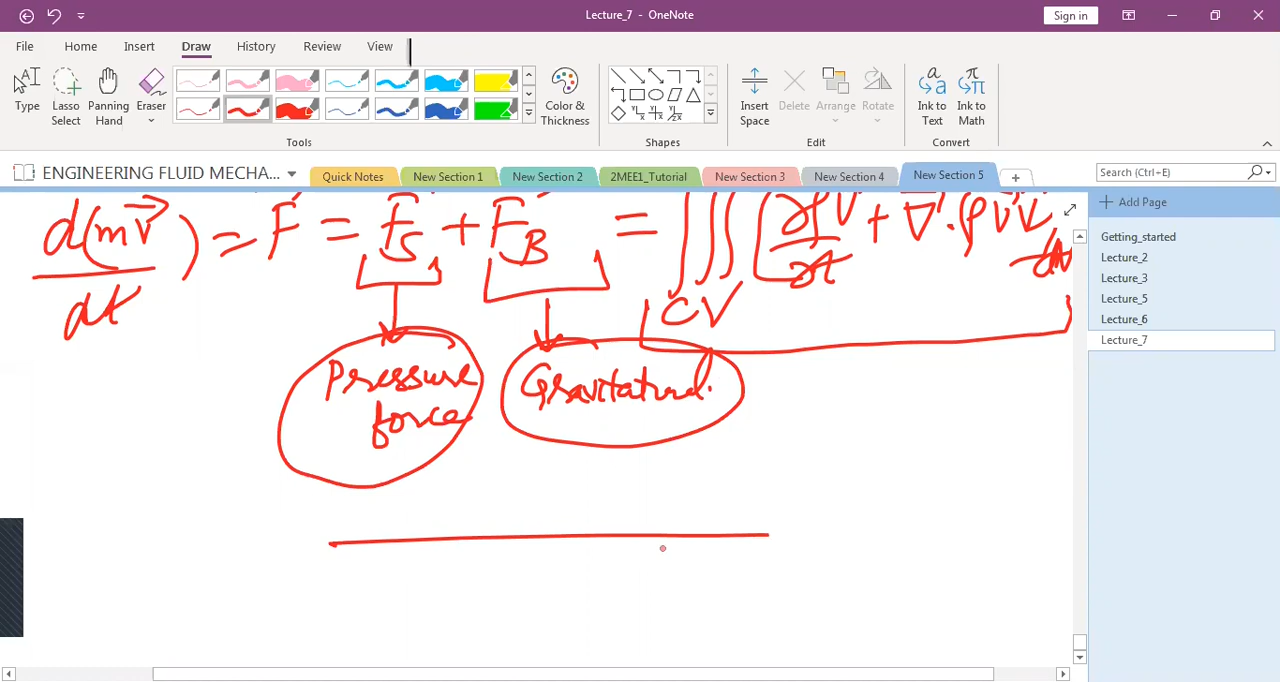 Lecture_7 - OneNote
Sign in
File Home Insert Draw History Review View
Type
Lasso Select
Panning Hand
Eraser
Color & Thickness
Insert Space
Delete
Arrange
Rotate
Ink to Text
Ink to Math
Tools Shapes Edit Convert
ENGINEERING FLUID MECHA...
Quick Notes New Section 1 New Section 2 2MEE1_Tutorial New Section 3 New Section 4 New Section 5
Search (Ctrl+E)
Add Page
Getting_started
Lecture_2
Lecture_3
Lecture_5
Lecture_6
Lecture_7
d(mv⃗)/dt = F = F_S + F_B = ∭ [∂ρV/∂t + ∇·(ρVV
CV
Pressure force